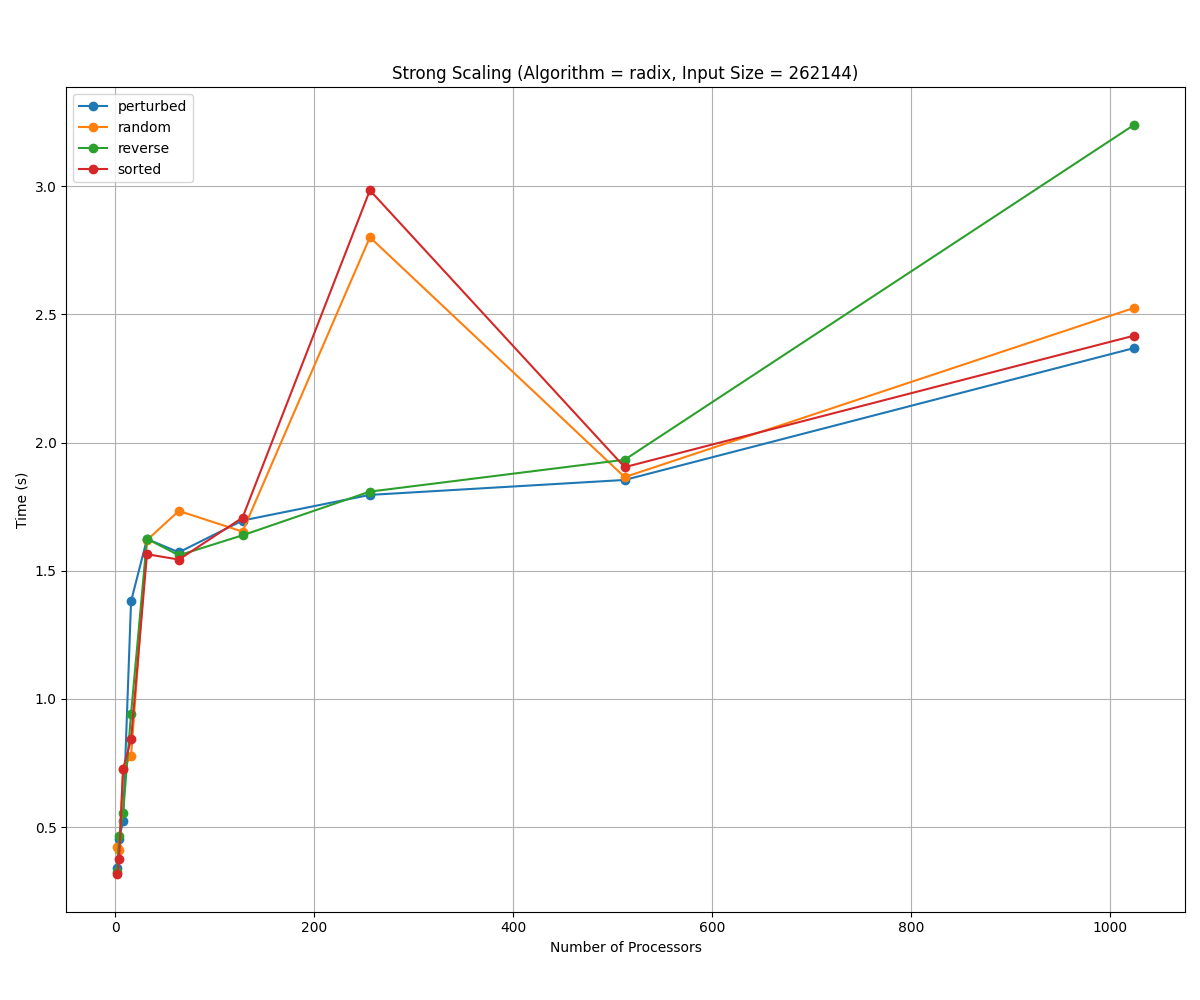 Strong Scaling (Algorithm = radix, Input Size = 262144)
perturbed
random
reverse
sorted
3.0
2.5
2.0
1.5
1.0
0.5
Time (s)
0 200 400 600 800 1000
Number of Processors